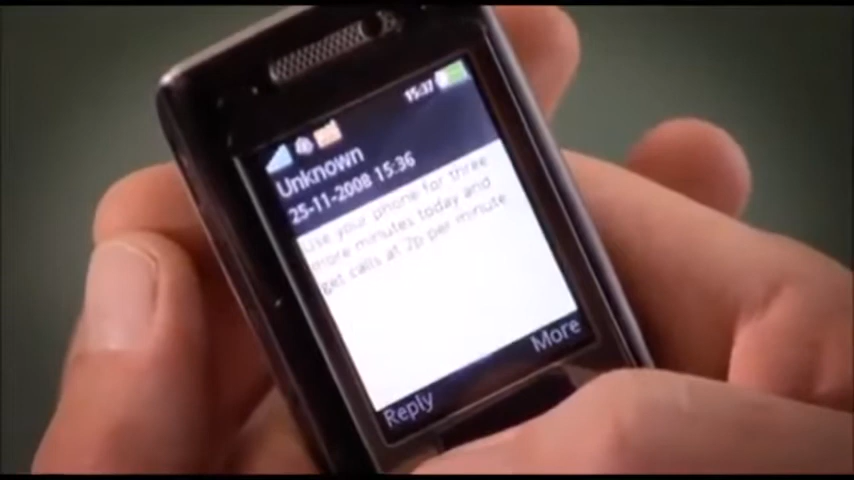 15:37
Unknown
25-11-2008 15:36
Use your phone for three
more minutes today and
get calls at 2p per minute
More
Reply